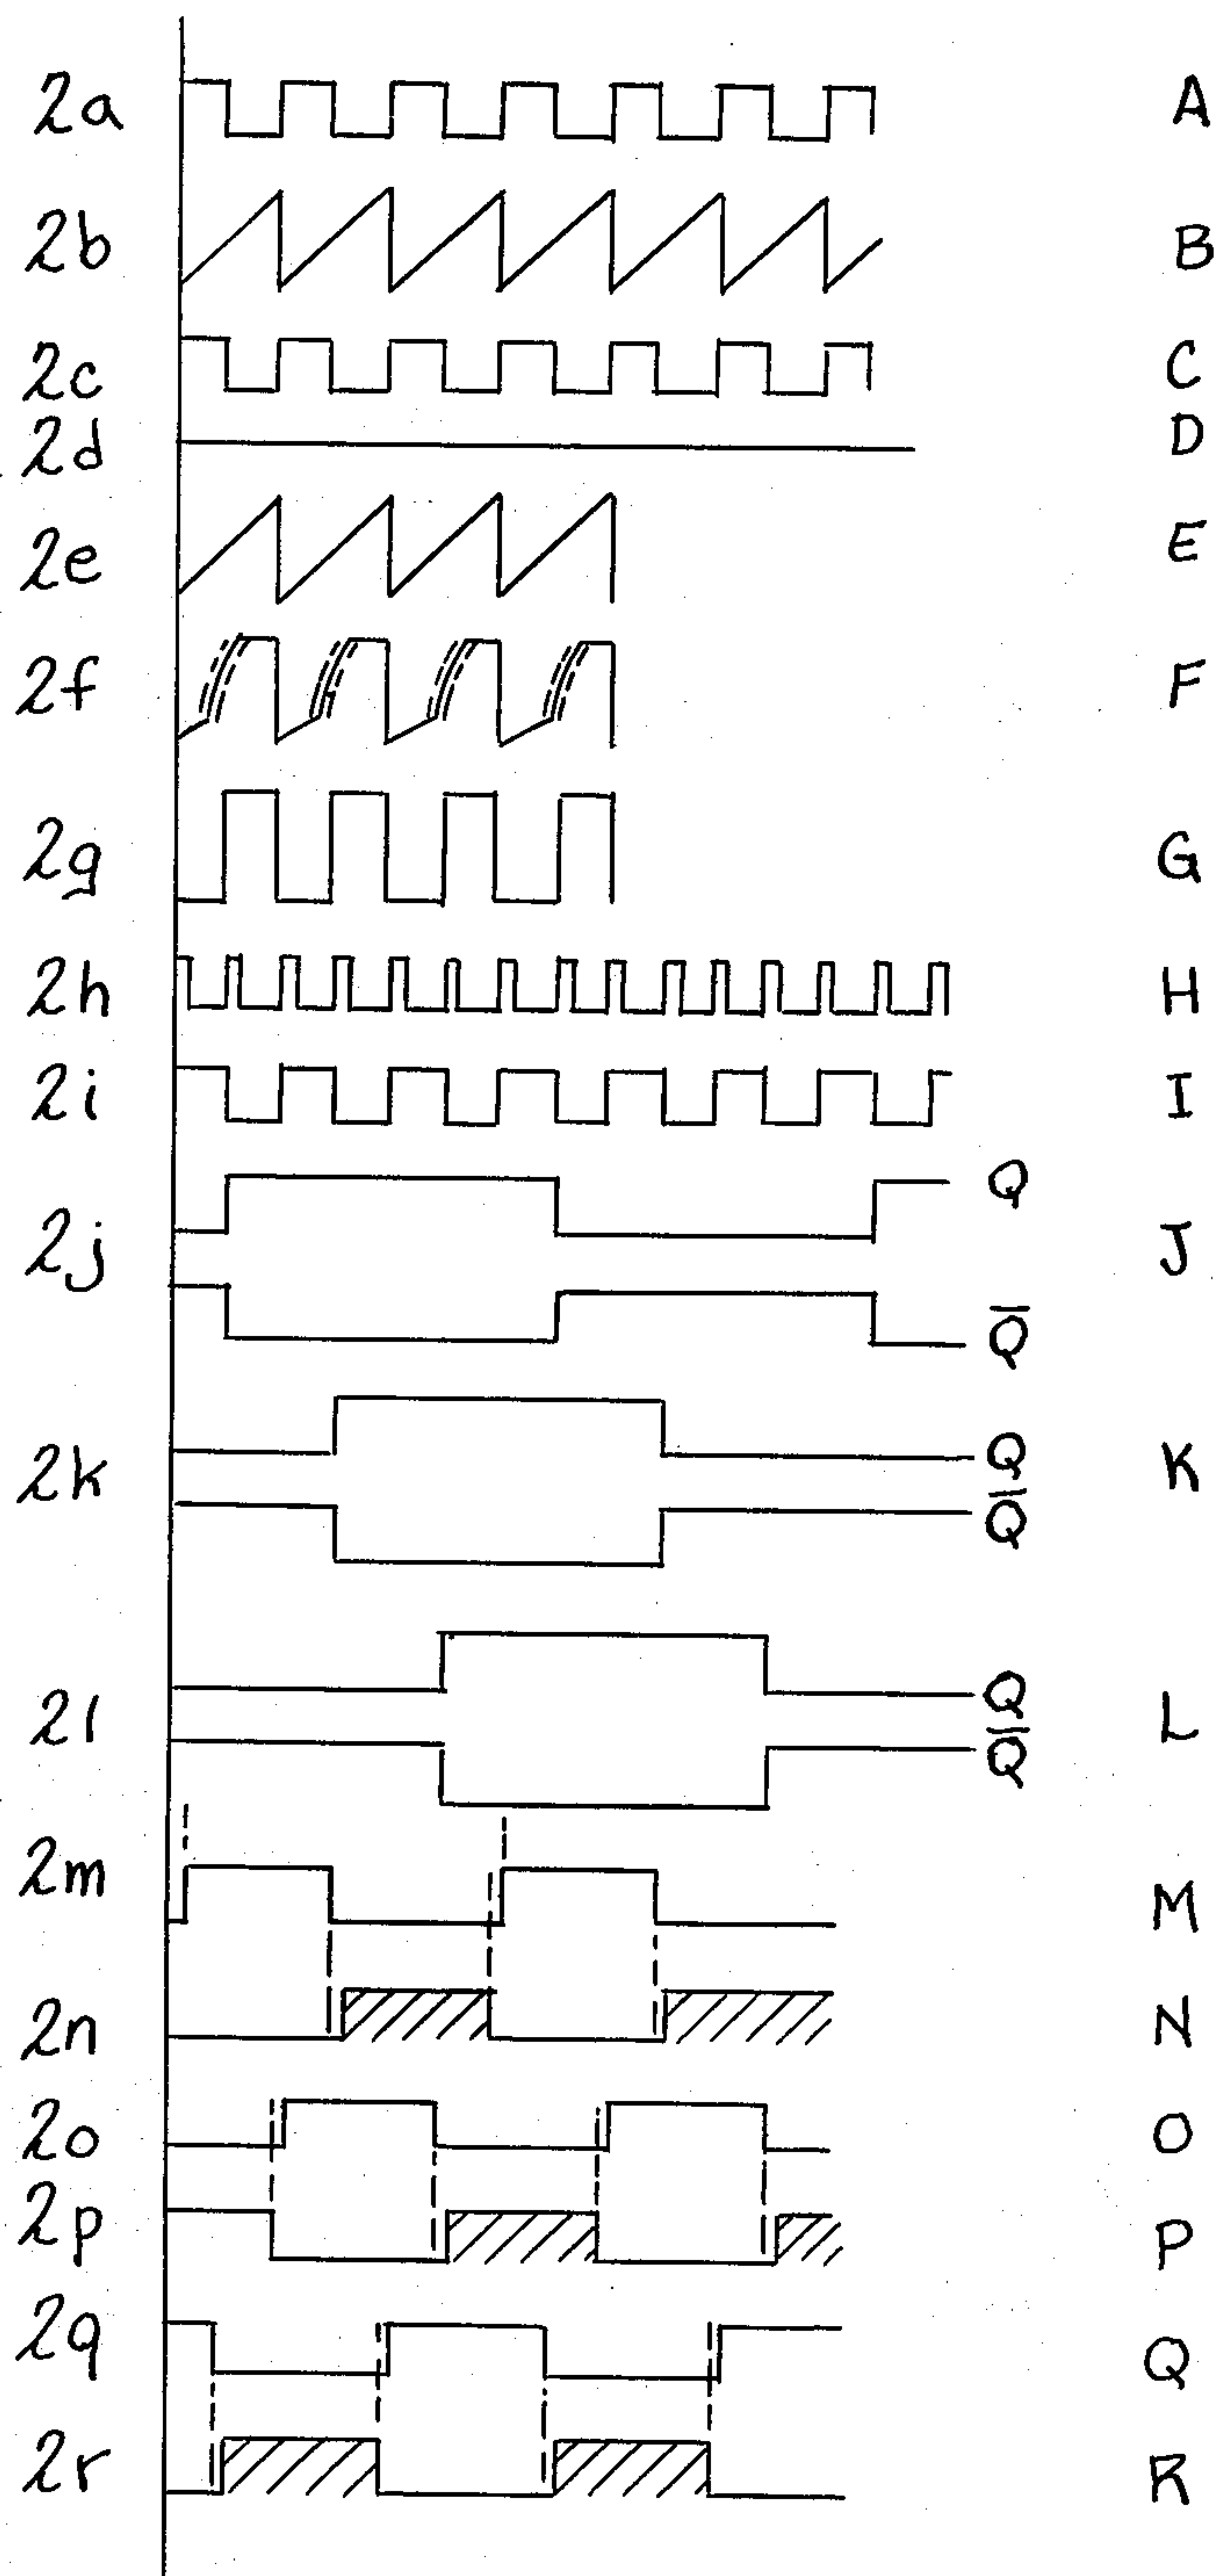 2a A
2b B
2c C
2d D
2e E
2f F
2g G
2h H
2i I
Q
2j J
Q̅
2k Q K
Q̅
2l Q L
Q̅
2m M
2n N
2o O
2p P
2q Q
2r R